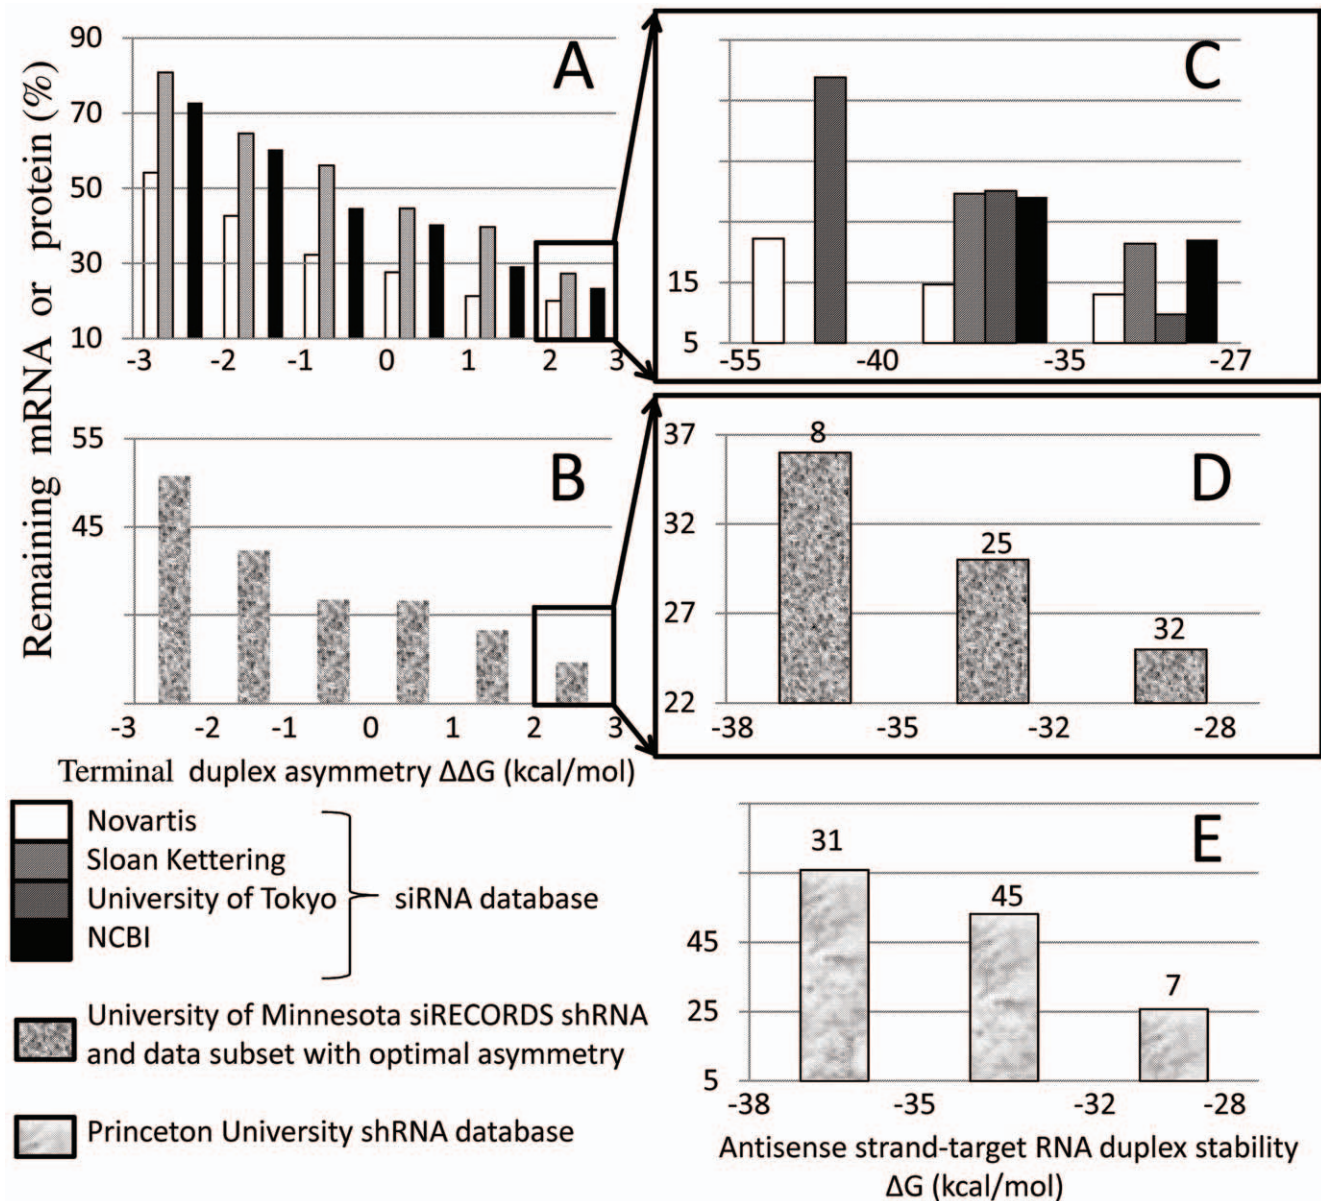 Remaining mRNA or protein (%)
A
90
70
50
30
10
-3 -2 -1 0 1 2 3
C
15
5
-55 -40 -35 -27
B
55
45
-3 -2 -1 0 1 2 3
Terminal duplex asymmetry ΔΔG (kcal/mol)
D
37
32
27
22
8
25
32
-38 -35 -32 -28
Novartis
Sloan Kettering
University of Tokyo
NCBI
siRNA database
University of Minnesota siRECORDS shRNA
and data subset with optimal asymmetry
Princeton University shRNA database
E
45
25
5
31
45
7
-38 -35 -32 -28
Antisense strand-target RNA duplex stability
ΔG (kcal/mol)